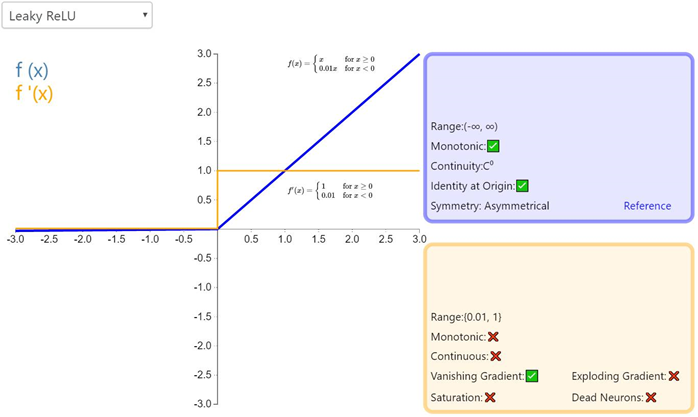 Leaky ReLU
f (x)
f '(x)
3.0
2.5
2.0
1.5
1.0
0.5
-0.5
-1.0
-1.5
-2.0
-2.5
-3.0
-3.0 -2.5 -2.0 -1.5 -1.0 -0.5 0.5 1.0 1.5 2.0 2.5 3.0
f(x) = { x for x ≥ 0
0.01x for x < 0
f'(x) = { 1 for x ≥ 0
0.01 for x < 0
Range:(-∞, ∞)
Monotonic:✅
Continuity:C⁰
Identity at Origin:✅
Symmetry: Asymmetrical Reference
Range:{0.01, 1}
Monotonic:❌
Continuous:❌
Vanishing Gradient:✅ Exploding Gradient:❌
Saturation:❌ Dead Neurons:❌